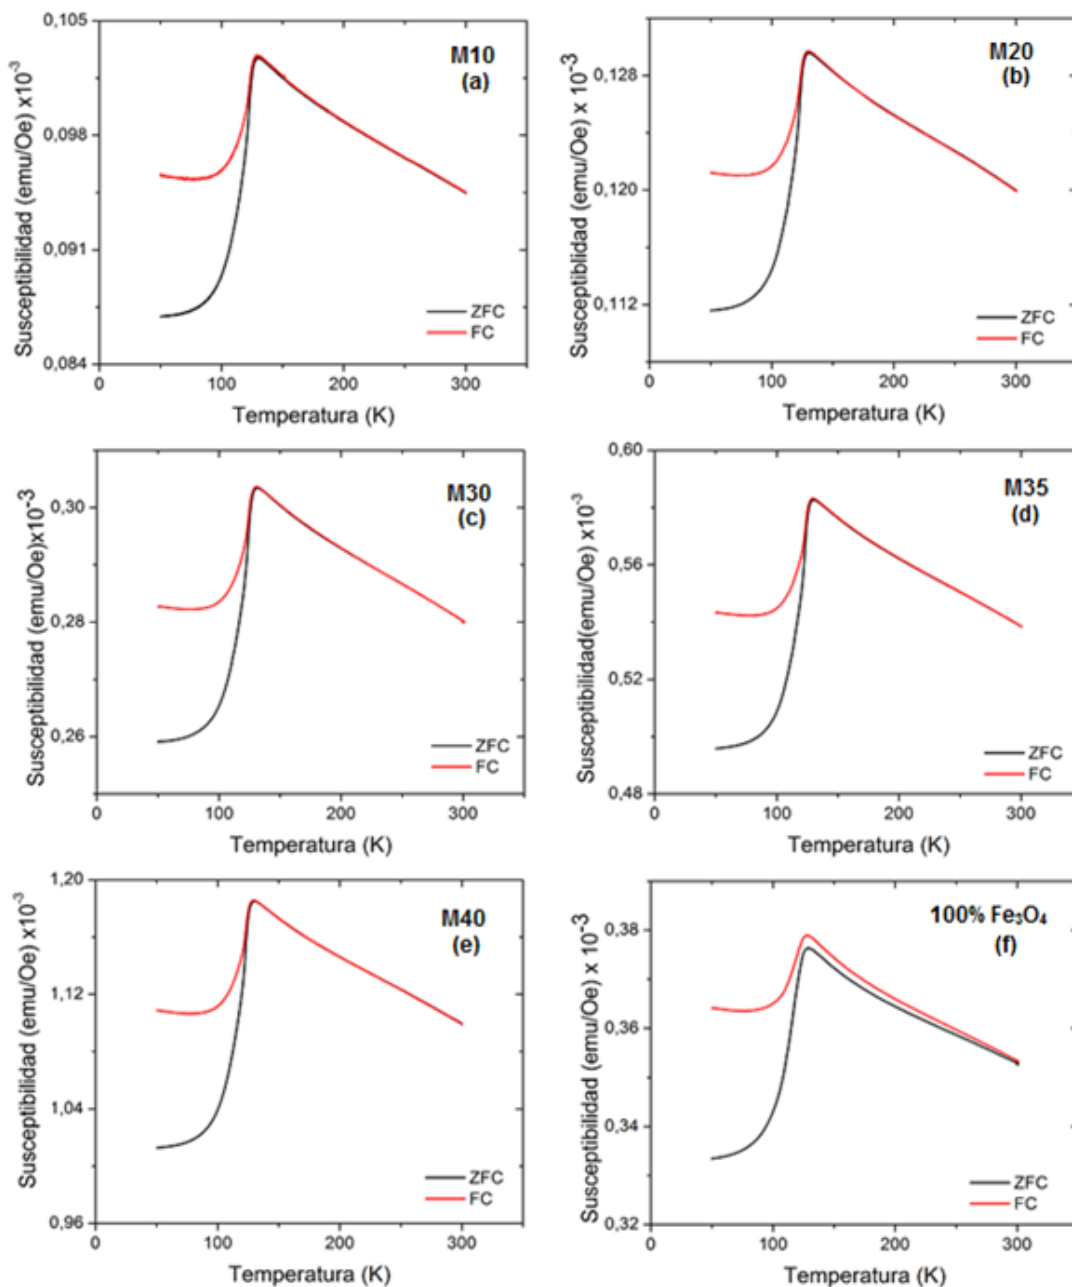 0,105
0,098
0,091
0,084
Susceptibilidad (emu/Oe) x10⁻³
M10
(a)
ZFC
FC
0 100 200 300
Temperatura (K)
0,128
0,120
0,112
Susceptiblidad (emu/Oe) x 10⁻³
M20
(b)
ZFC
FC
0 100 200 300
Temperatura (K)
0,30
0,28
0,26
Susceptibilidad (emu/Oe)x10⁻³
M30
(c)
ZFC
FC
0 100 200 300
Temperatura (K)
0,60
0,56
0,52
0,48
Susceptibilidad(emu/Oe) x10⁻³
M35
(d)
ZFC
FC
0 100 200 300
Temperatura (K)
1,20
1,12
1,04
0,96
Susceptibilidad (emu/Oe) x10⁻³
M40
(e)
ZFC
FC
0 100 200 300
Temperatura (K)
0,38
0,36
0,34
0,32
Susceptibilidad (emu/Oe) x 10⁻³
100% Fe₃O₄
(f)
ZFC
FC
0 100 200 300
Temperatura (K)